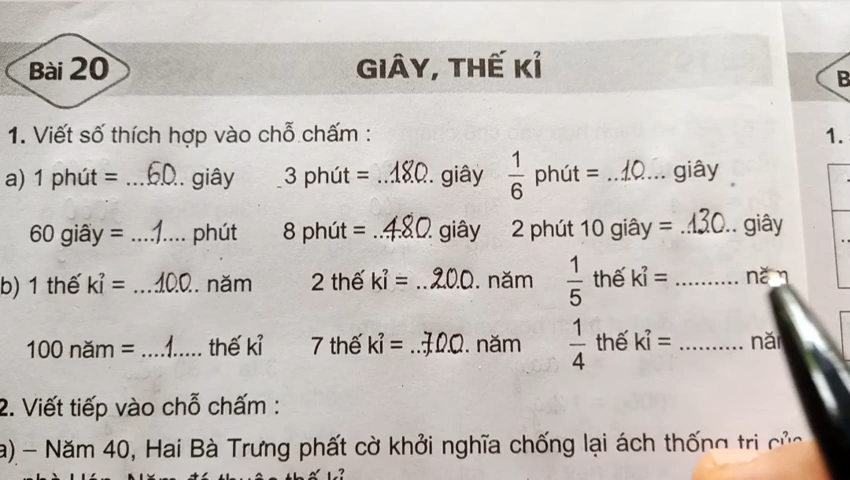 Bài 20
GIÂY, THẾ KỈ
B
1. Viết số thích hợp vào chỗ chấm :
1.
a) 1 phút = ...60.. giây 3 phút = ..180. giây 1/6 phút = ..10... giây
60 giây = ....1.... phút 8 phút = ..480. giây 2 phút 10 giây = .130.. giây
b) 1 thế kỉ = ...100.. năm 2 thế kỉ = ..200. năm 1/5 thế kỉ = .......... năm
100 năm = ....1..... thế kỉ 7 thế kỉ = ..700. năm 1/4 thế kỉ = .......... nă
2. Viết tiếp vào chỗ chấm :
a) – Năm 40, Hai Bà Trưng phất cờ khởi nghĩa chống lại ách thống trị của